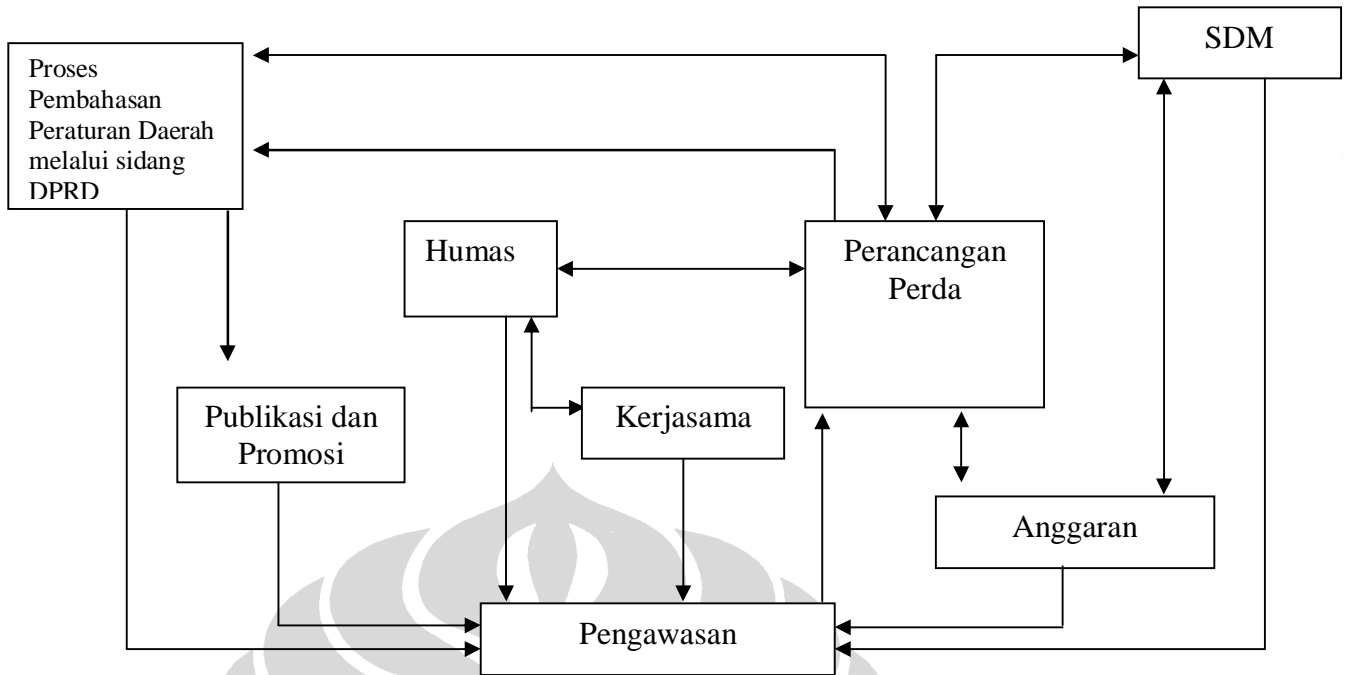 SDM
Proses
Pembahasan
Peraturan Daerah
melalui sidang
DPRD
Humas
Perancangan
Perda
Publikasi dan
Promosi
Kerjasama
Anggaran
Pengawasan